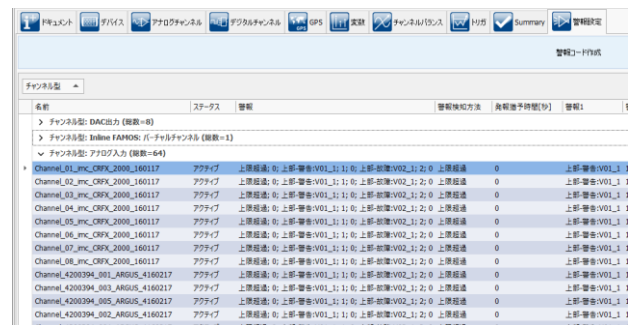 ドキュメント デバイス アナログチャンネル デジタルチャンネル GPS 変数 チャンネルバランス トリガ Summary 警報設定
警報コード作成
チャンネル型
名前 ステータス 警報 警報検知方法 発報猶予時間[秒] 警報1
チャンネル型: DAC出力 (総数=8)
チャンネル型: Inline FAMOS: バーチャルチャンネル (総数=1)
チャンネル型: アナログ入力 (総数=64)
Channel_01_imc_CRFX_2000_160117 アクティブ 上限超過; 0; 上部-警告:V01_1; 1; 0; 上部-故障:V02_1; 2; 0 上限超過 0 上部-警告:V01_1 1
Channel_02_imc_CRFX_2000_160117 アクティブ 上限超過; 0; 上部-警告:V01_1; 1; 0; 上部-故障:V02_1; 2; 0 上限超過 0 上部-警告:V01_1 1
Channel_03_imc_CRFX_2000_160117 アクティブ 上限超過; 0; 上部-警告:V01_1; 1; 0; 上部-故障:V02_1; 2; 0 上限超過 0 上部-警告:V01_1 1
Channel_04_imc_CRFX_2000_160117 アクティブ 上限超過; 0; 上部-警告:V01_1; 1; 0; 上部-故障:V02_1; 2; 0 上限超過 0 上部-警告:V01_1 1
Channel_05_imc_CRFX_2000_160117 アクティブ 上限超過; 0; 上部-警告:V01_1; 1; 0; 上部-故障:V02_1; 2; 0 上限超過 0 上部-警告:V01_1 1
Channel_06_imc_CRFX_2000_160117 アクティブ 上限超過; 0; 上部-警告:V01_1; 1; 0; 上部-故障:V02_1; 2; 0 上限超過 0 上部-警告:V01_1 1
Channel_07_imc_CRFX_2000_160117 アクティブ 上限超過; 0; 上部-警告:V01_1; 1; 0; 上部-故障:V02_1; 2; 0 上限超過 0 上部-警告:V01_1 1
Channel_08_imc_CRFX_2000_160117 アクティブ 上限超過; 0; 上部-警告:V01_1; 1; 0; 上部-故障:V02_1; 2; 0 上限超過 0 上部-警告:V01_1 1
Channel_4200394_001_ARGUS_4160217 アクティブ 上限超過; 0; 上部-警告:V01_1; 1; 0; 上部-故障:V02_1; 2; 0 上限超過 0 上部-警告:V01_1 1
Channel_4200394_003_ARGUS_4160217 アクティブ 上限超過; 0; 上部-警告:V01_1; 1; 0; 上部-故障:V02_1; 2; 0 上限超過 0 上部-警告:V01_1 1
Channel_4200394_005_ARGUS_4160217 アクティブ 上限超過; 0; 上部-警告:V01_1; 1; 0; 上部-故障:V02_1; 2; 0 上限超過 0 上部-警告:V01_1 1
Channel_4200394_002_ARGUS_4160217 アクティブ 上限超過; 0; 上部-警告:V01_1; 1; 0; 上部-故障:V02_1; 2; 0 上限超過 0 上部-警告:V01_1 1